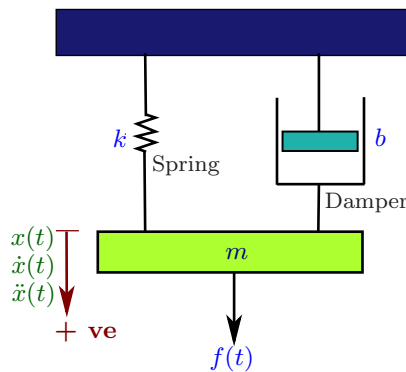 k
b
Spring
Damper
x(t)
ẋ(t)
ẍ(t)
m
+ ve
f(t)